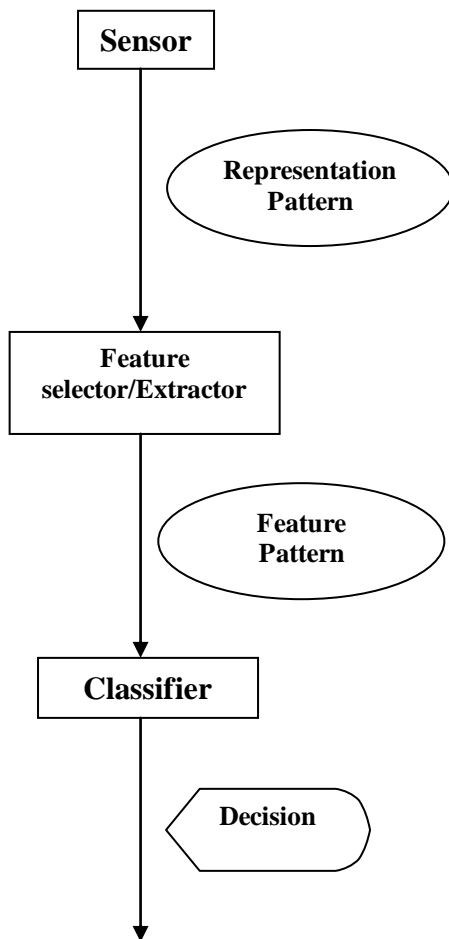 Sensor
Representation
Pattern
Feature
selector/Extractor
Feature
Pattern
Classifier
Decision